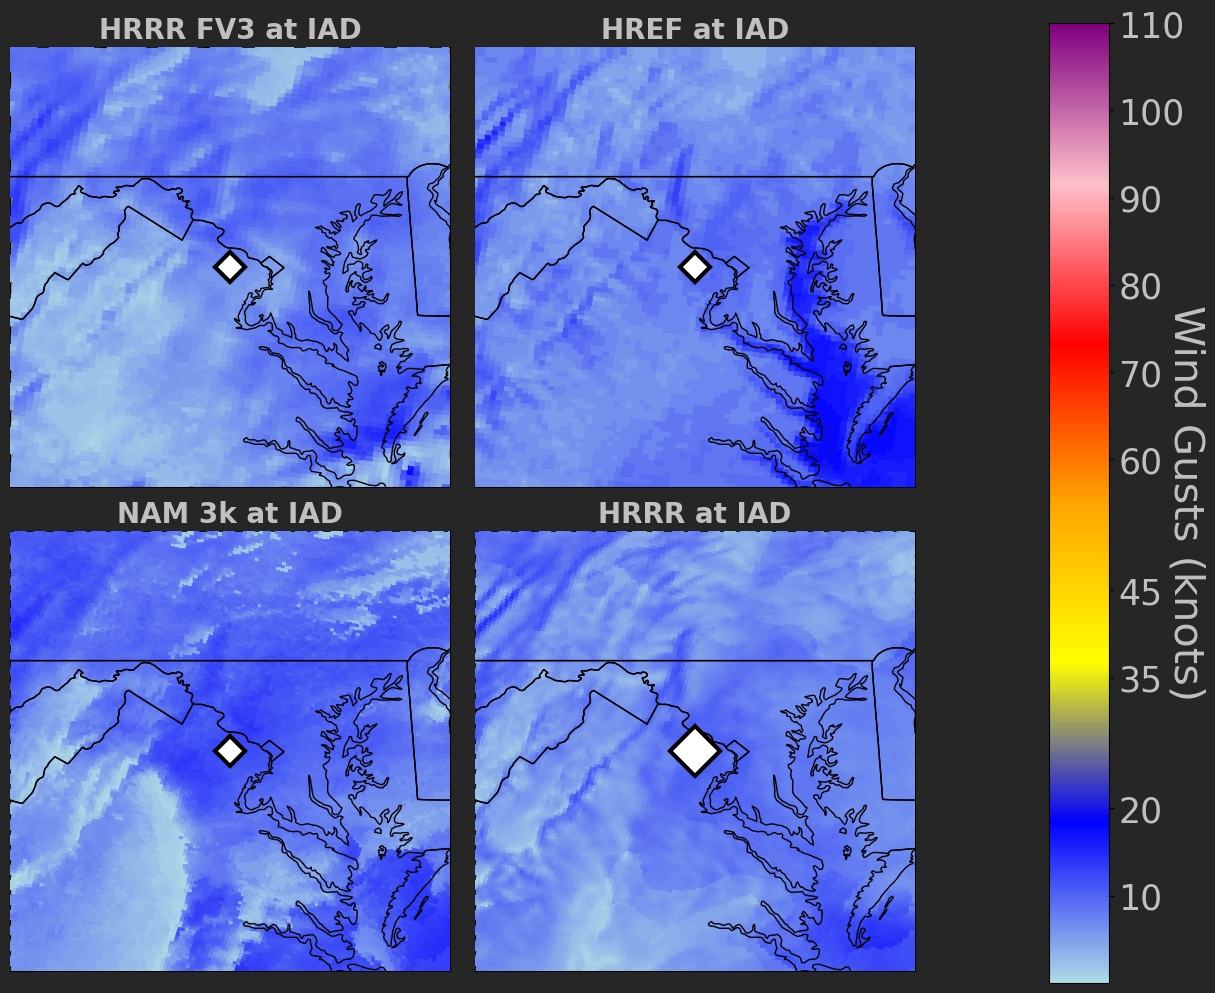 HRRR FV3 at IAD
HREF at IAD
NAM 3k at IAD
HRRR at IAD
110
100
90
80
70
60
45
35
20
10
Wind Gusts (knots)